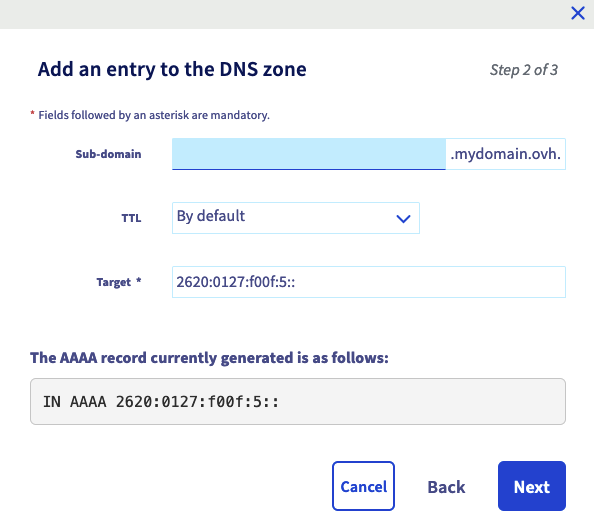 Add an entry to the DNS zone
Step 2 of 3
* Fields followed by an asterisk are mandatory.
Sub-domain
.mydomain.ovh.
TTL
By default
Target *
2620:0127:f00f:5::
The AAAA record currently generated is as follows:
IN AAAA 2620:0127:f00f:5::
Cancel
Back
Next